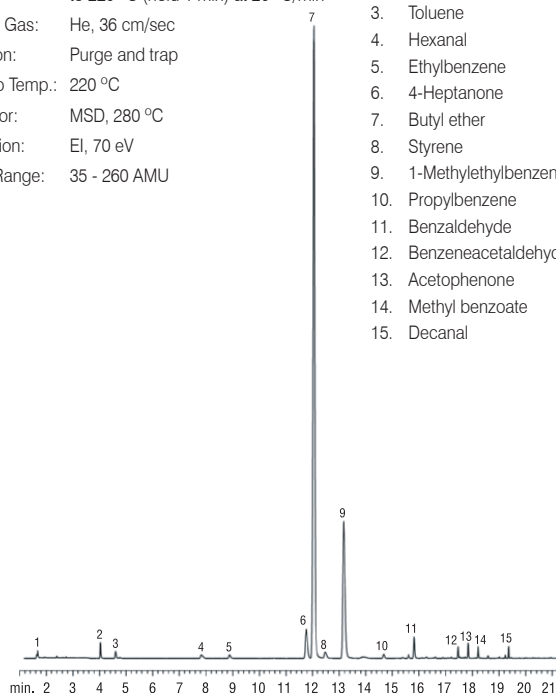 to 220 °C (hold 1 min) at 20 °C/min
Gas: He, 36 cm/sec
Purge and trap
Temp.: 220 °C
MSD, 280 °C
EI, 70 eV
Range: 35 - 260 AMU
3. Toluene
4. Hexanal
5. Ethylbenzene
6. 4-Heptanone
7. Butyl ether
8. Styrene
9. 1-Methylethylbenzen
10. Propylbenzene
11. Benzaldehyde
12. Benzeneacetaldehyd
13. Acetophenone
14. Methyl benzoate
15. Decanal
7
9
6
8
11
10
1
2
3
4
5
12
13
14
15
min. 2 3 4 5 6 7 8 9 10 11 12 13 14 15 16 17 18 19 20 21